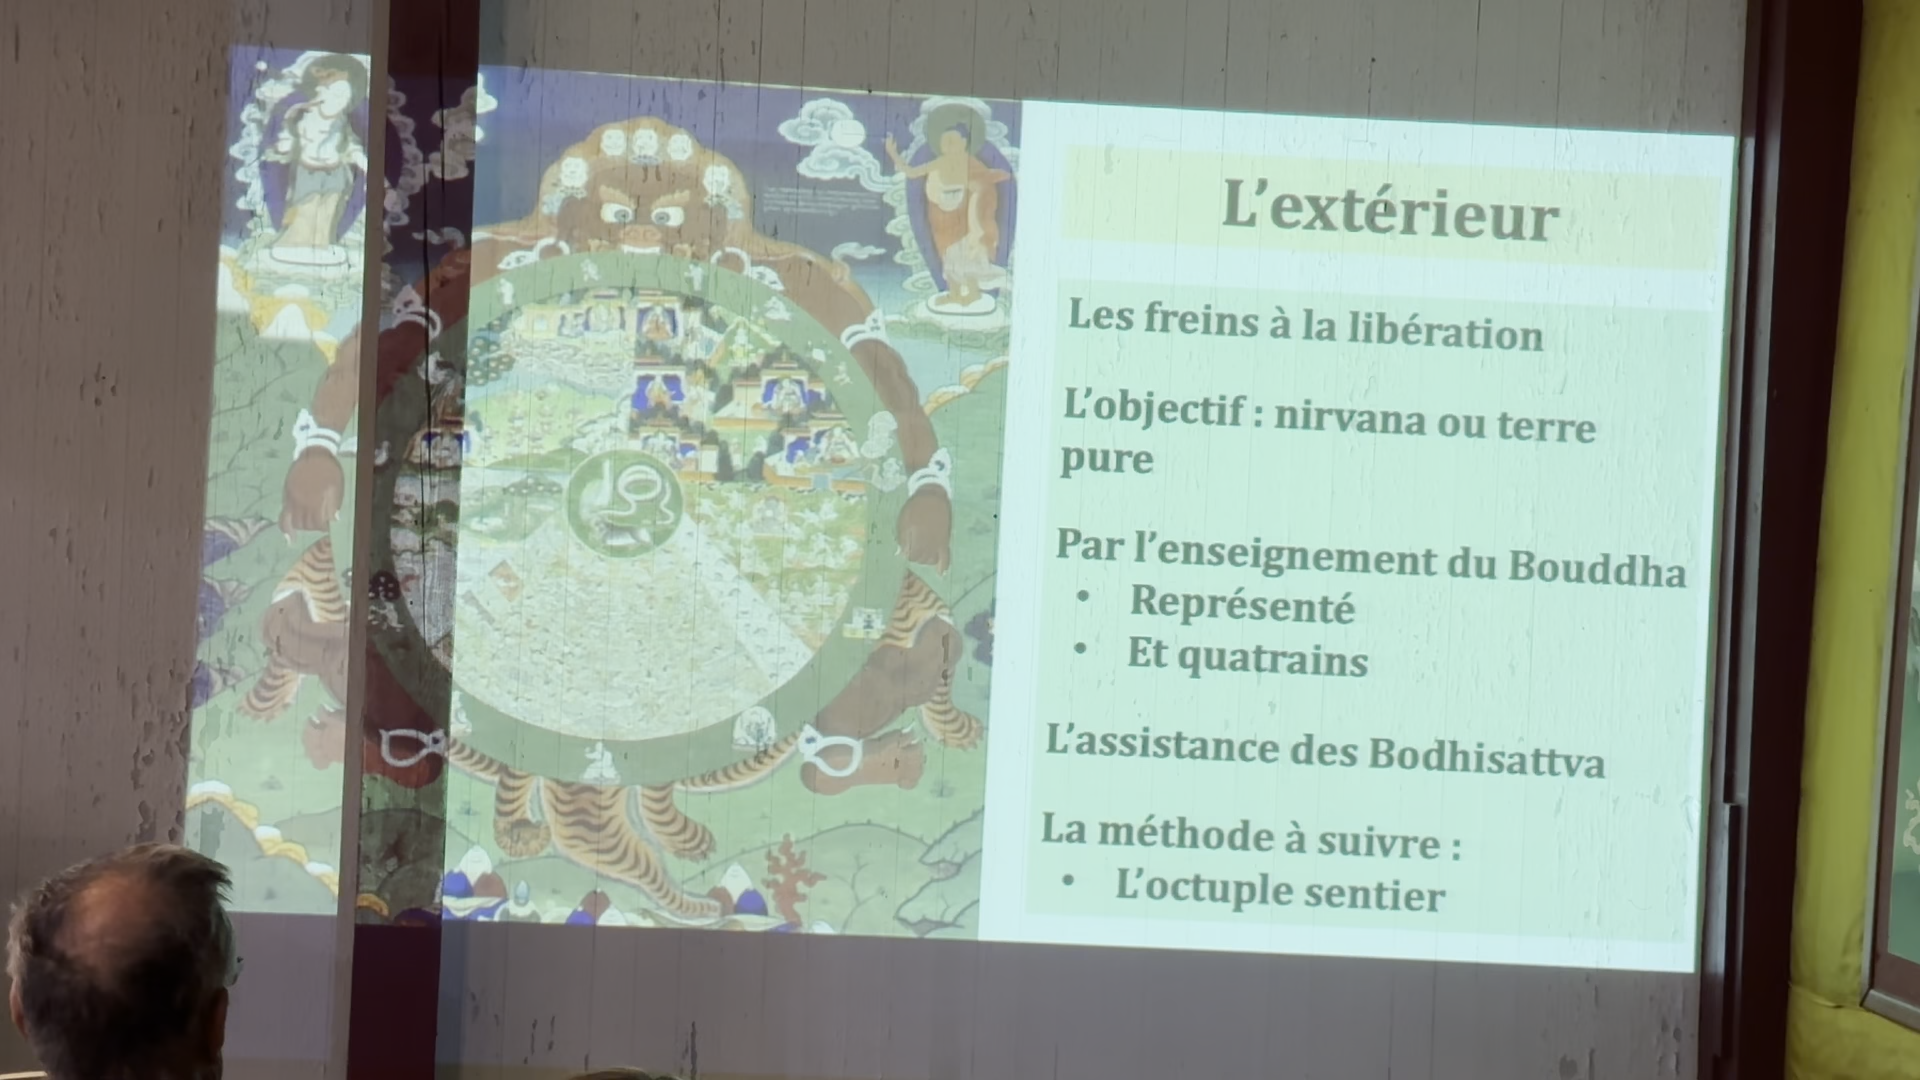 L'extérieur
Les freins à la libération
L'objectif : nirvana ou terre
pure
Par l'enseignement du Bouddha
• Représenté
• Et quatrains
L'assistance des Bodhisattva
La méthode à suivre :
• L'octuple sentier